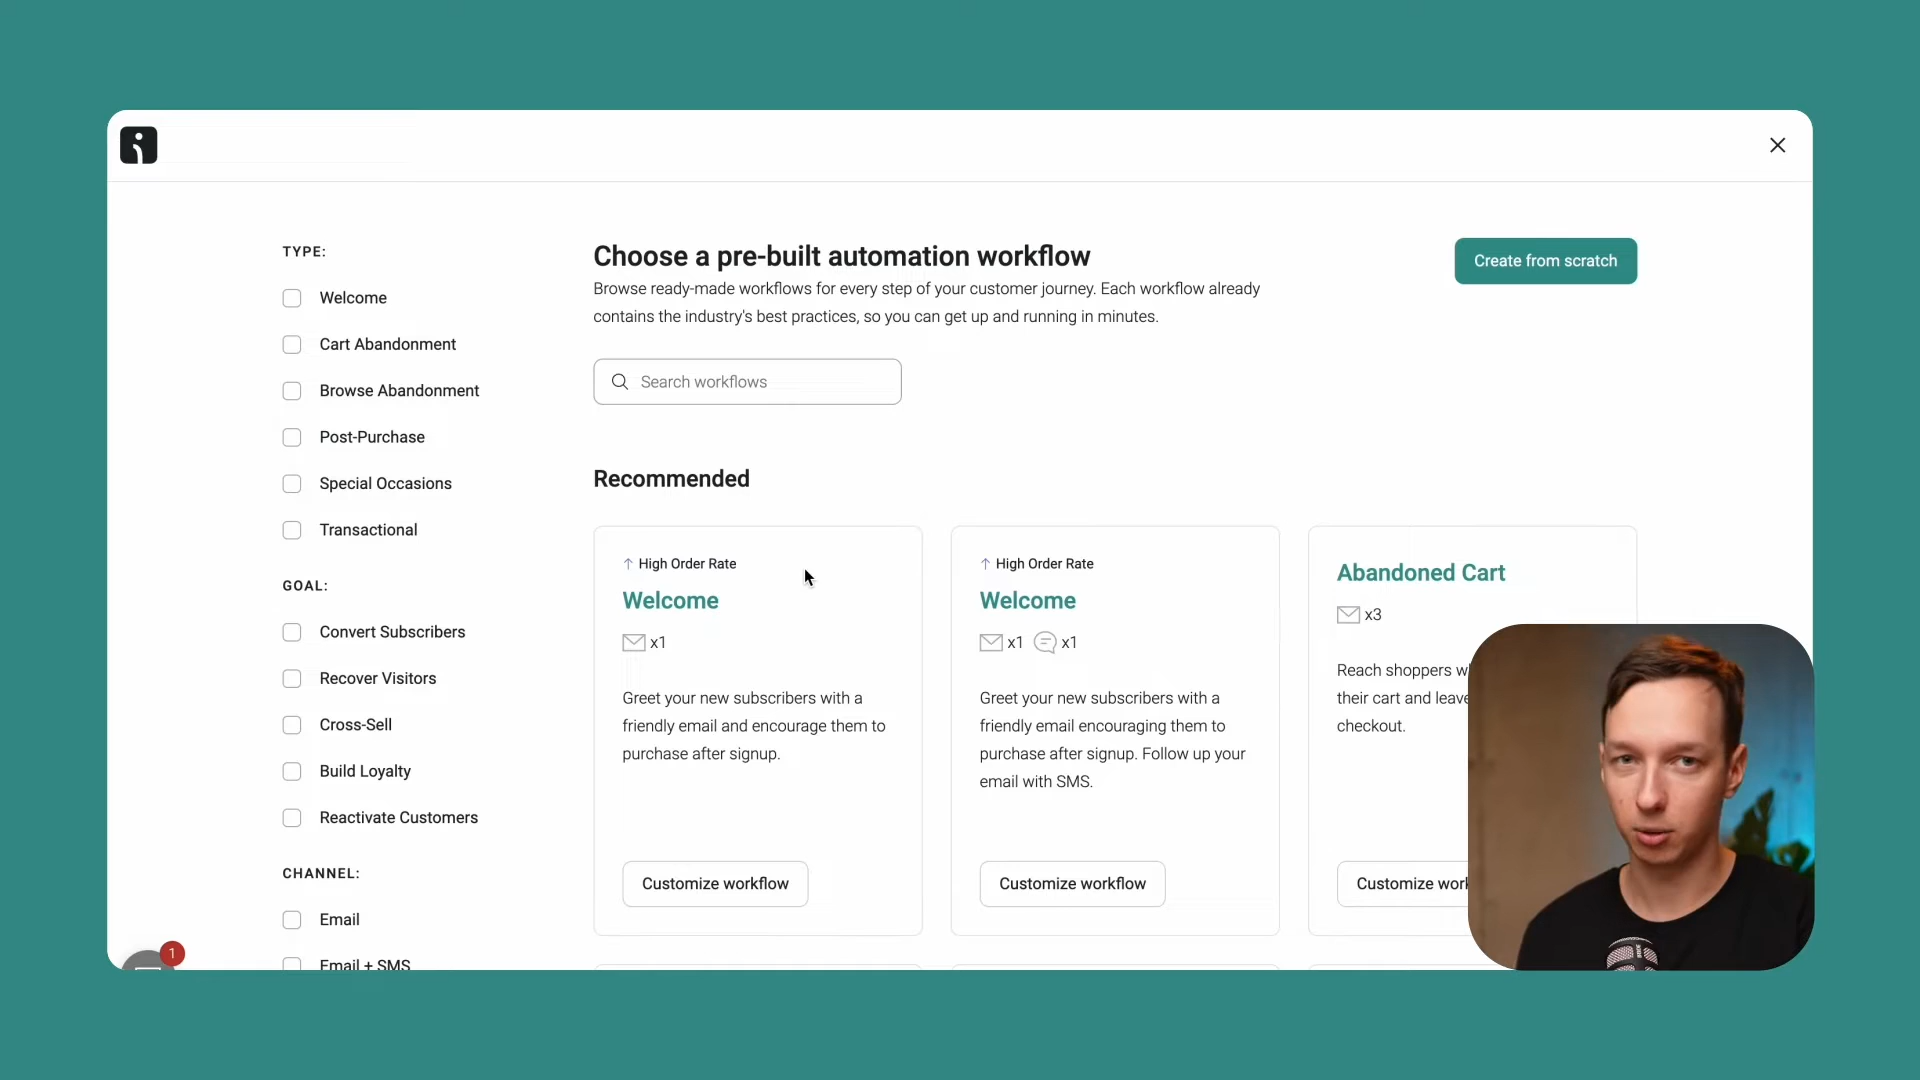 TYPE:
Welcome
Cart Abandonment
Browse Abandonment
Post-Purchase
Special Occasions
Transactional
GOAL:
Convert Subscribers
Recover Visitors
Cross-Sell
Build Loyalty
Reactivate Customers
CHANNEL:
Email
Email + SMS
1
Choose a pre-built automation workflow
Browse ready-made workflows for every step of your customer journey. Each workflow already
contains the industry's best practices, so you can get up and running in minutes.
Create from scratch
Search workflows
Recommended
↑ High Order Rate
Welcome
x1
Greet your new subscribers with a
friendly email and encourage them to
purchase after signup.
Customize workflow
↑ High Order Rate
Welcome
x1 x1
Greet your new subscribers with a
friendly email encouraging them to
purchase after signup. Follow up your
email with SMS.
Customize workflow
Abandoned Cart
x3
Reach shoppers
their cart and leave
checkout.
Customize